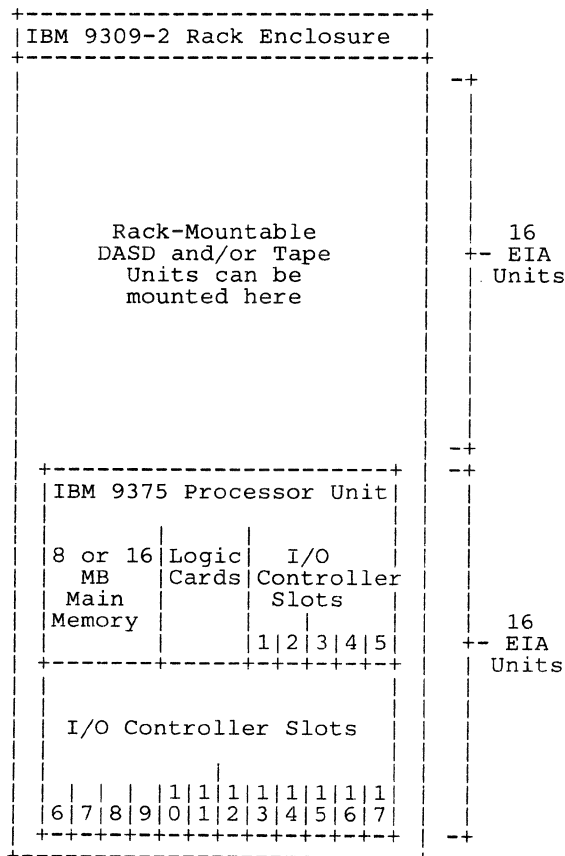 IBM 9309-2 Rack Enclosure
Rack-Mountable
DASD and/or Tape
Units can be
mounted here
16
EIA
Units
IBM 9375 Processor Unit
8 or 16
MB
Main
Memory
Logic
Cards
I/O
Controller
Slots
1|2|3|4|5
16
EIA
Units
I/O Controller Slots
6|7|8|9|10|11|12|13|14|15|16|17